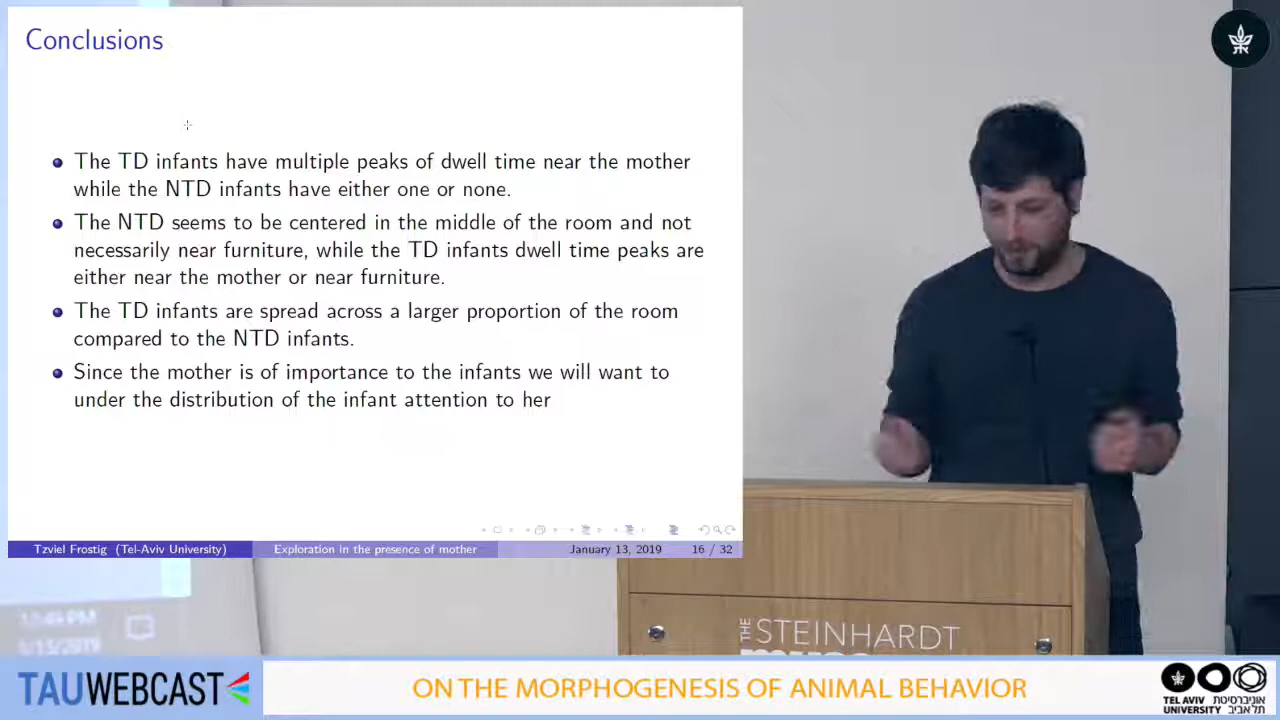 Conclusions
The TD infants have multiple peaks of dwell time near the mother
while the NTD infants have either one or none.
The NTD seems to be centered in the middle of the room and not
necessarily near furniture, while the TD infants dwell time peaks are
either near the mother or near furniture.
The TD infants are spread across a larger proportion of the room
compared to the NTD infants.
Since the mother is of importance to the infants we will want to
under the distribution of the infant attention to her
Tzviel Frostig (Tel-Aviv University) Exploration in the presence of mother January 13, 2019 16 / 32
THE STEINHARDT
TAUWEBCAST
ON THE MORPHOGENESIS OF ANIMAL BEHAVIOR
TEL AVIV אוניברסיטת
UNIVERSITY תל אביב